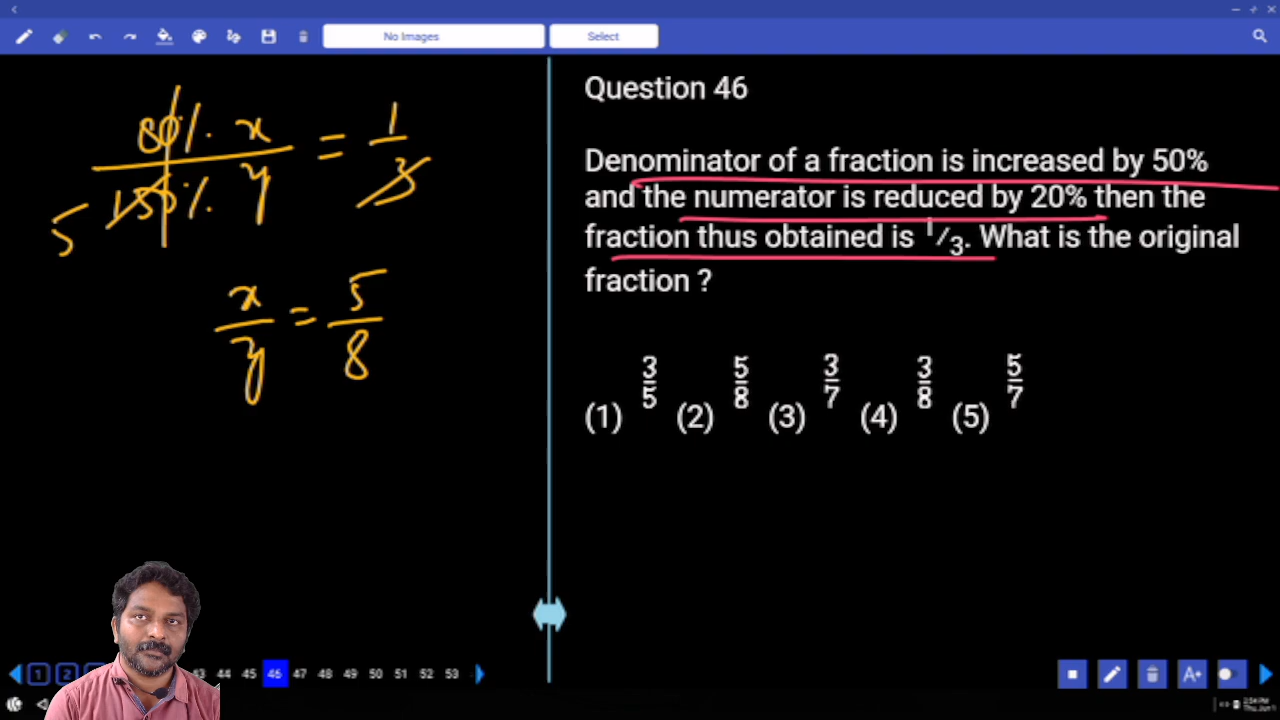 No Images
Select
80%. x / 150%. y = 1/3
5
x/y = 5/8
Question 46
Denominator of a fraction is increased by 50%
and the numerator is reduced by 20% then the
fraction thus obtained is 1/3. What is the original
fraction ?
(1) 3/5 (2) 5/8 (3) 3/7 (4) 3/8 (5) 5/7
1 2 43 44 45 46 47 48 49 50 51 52 53
A+